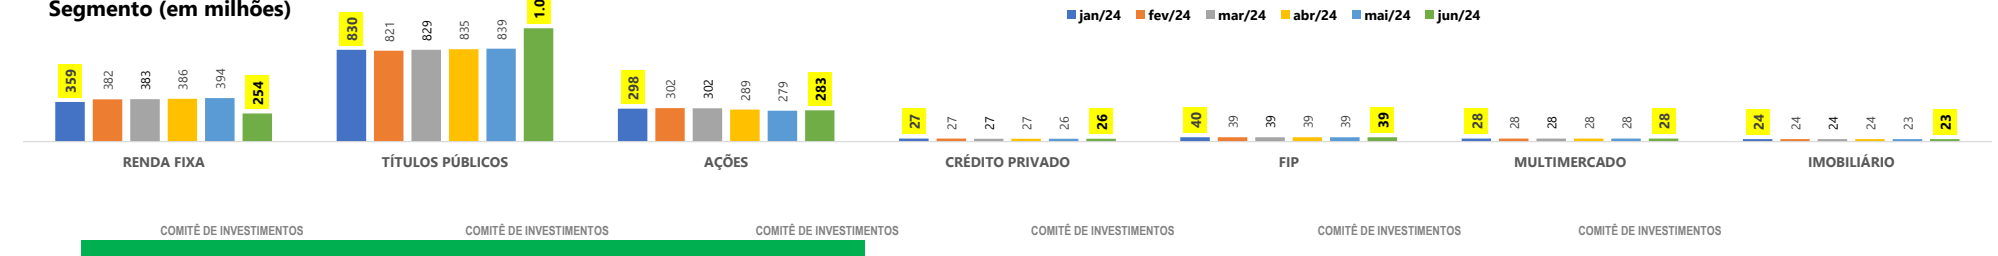 Segmento (em milhões)
jan/24 fev/24 mar/24 abr/24 mai/24 jun/24
359 382 383 386 394 254
830 821 829 835 839
298 302 302 289 279 283
27 27 27 27 26 26
40 39 39 39 39 39
28 28 28 28 28 28
24 24 24 24 23 23
RENDA FIXA TÍTULOS PÚBLICOS AÇÕES CRÉDITO PRIVADO FIP MULTIMERCADO IMOBILIÁRIO
COMITÊ DE INVESTIMENTOS COMITÊ DE INVESTIMENTOS COMITÊ DE INVESTIMENTOS COMITÊ DE INVESTIMENTOS COMITÊ DE INVESTIMENTOS COMITÊ DE INVESTIMENTOS